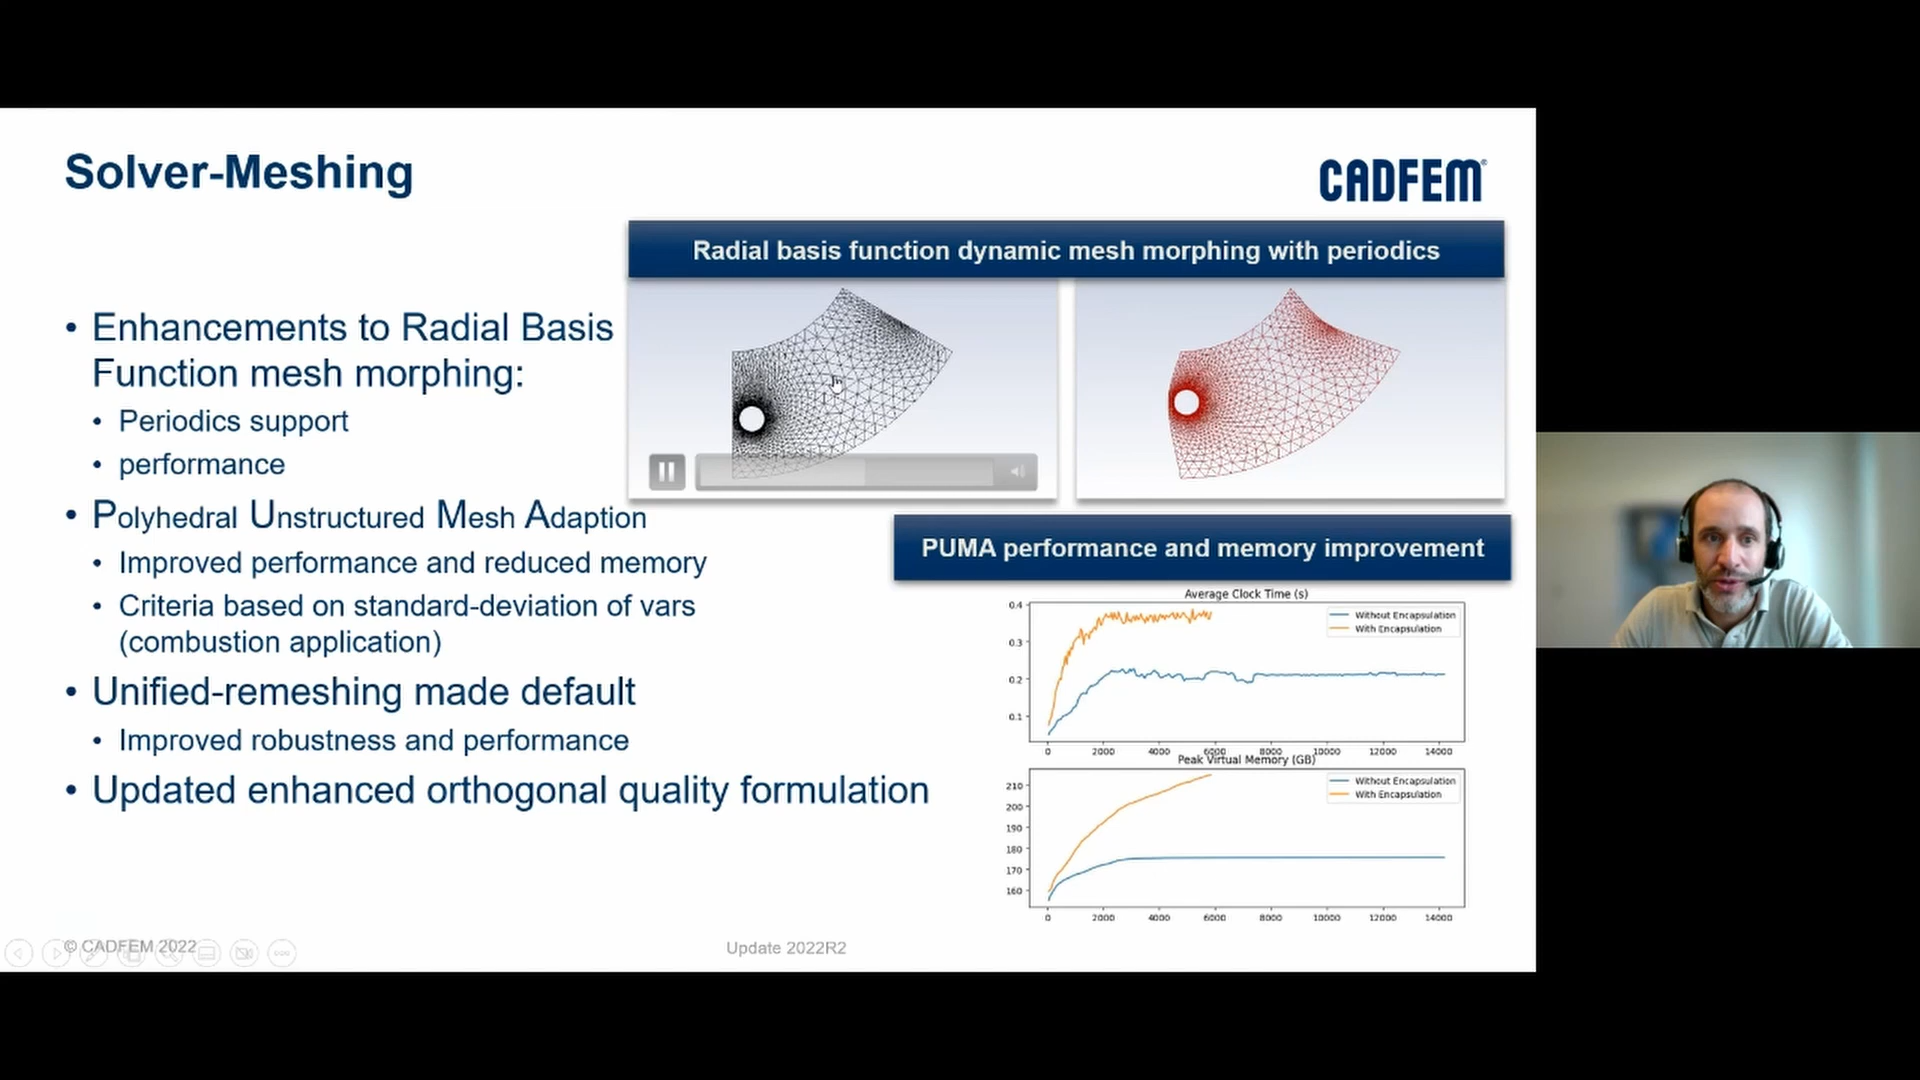 Solver-Meshing
CADFEM®
Radial basis function dynamic mesh morphing with periodics
• Enhancements to Radial Basis
Function mesh morphing:
• Periodics support
• performance
• Polyhedral Unstructured Mesh Adaption
• Improved performance and reduced memory
• Criteria based on standard-deviation of vars
(combustion application)
• Unified-remeshing made default
• Improved robustness and performance
• Updated enhanced orthogonal quality formulation
PUMA performance and memory improvement
Average Clock Time (s)
Without Encapsulation
With Encapsulation
0.4
0.3
0.2
0.1
0 2000 4000 6000 8000 10000 12000 14000
Peak Virtual Memory (GB)
Without Encapsulation
With Encapsulation
210
200
190
180
170
160
0 2000 4000 6000 8000 10000 12000 14000
© CADFEM 2022
Update 2022R2